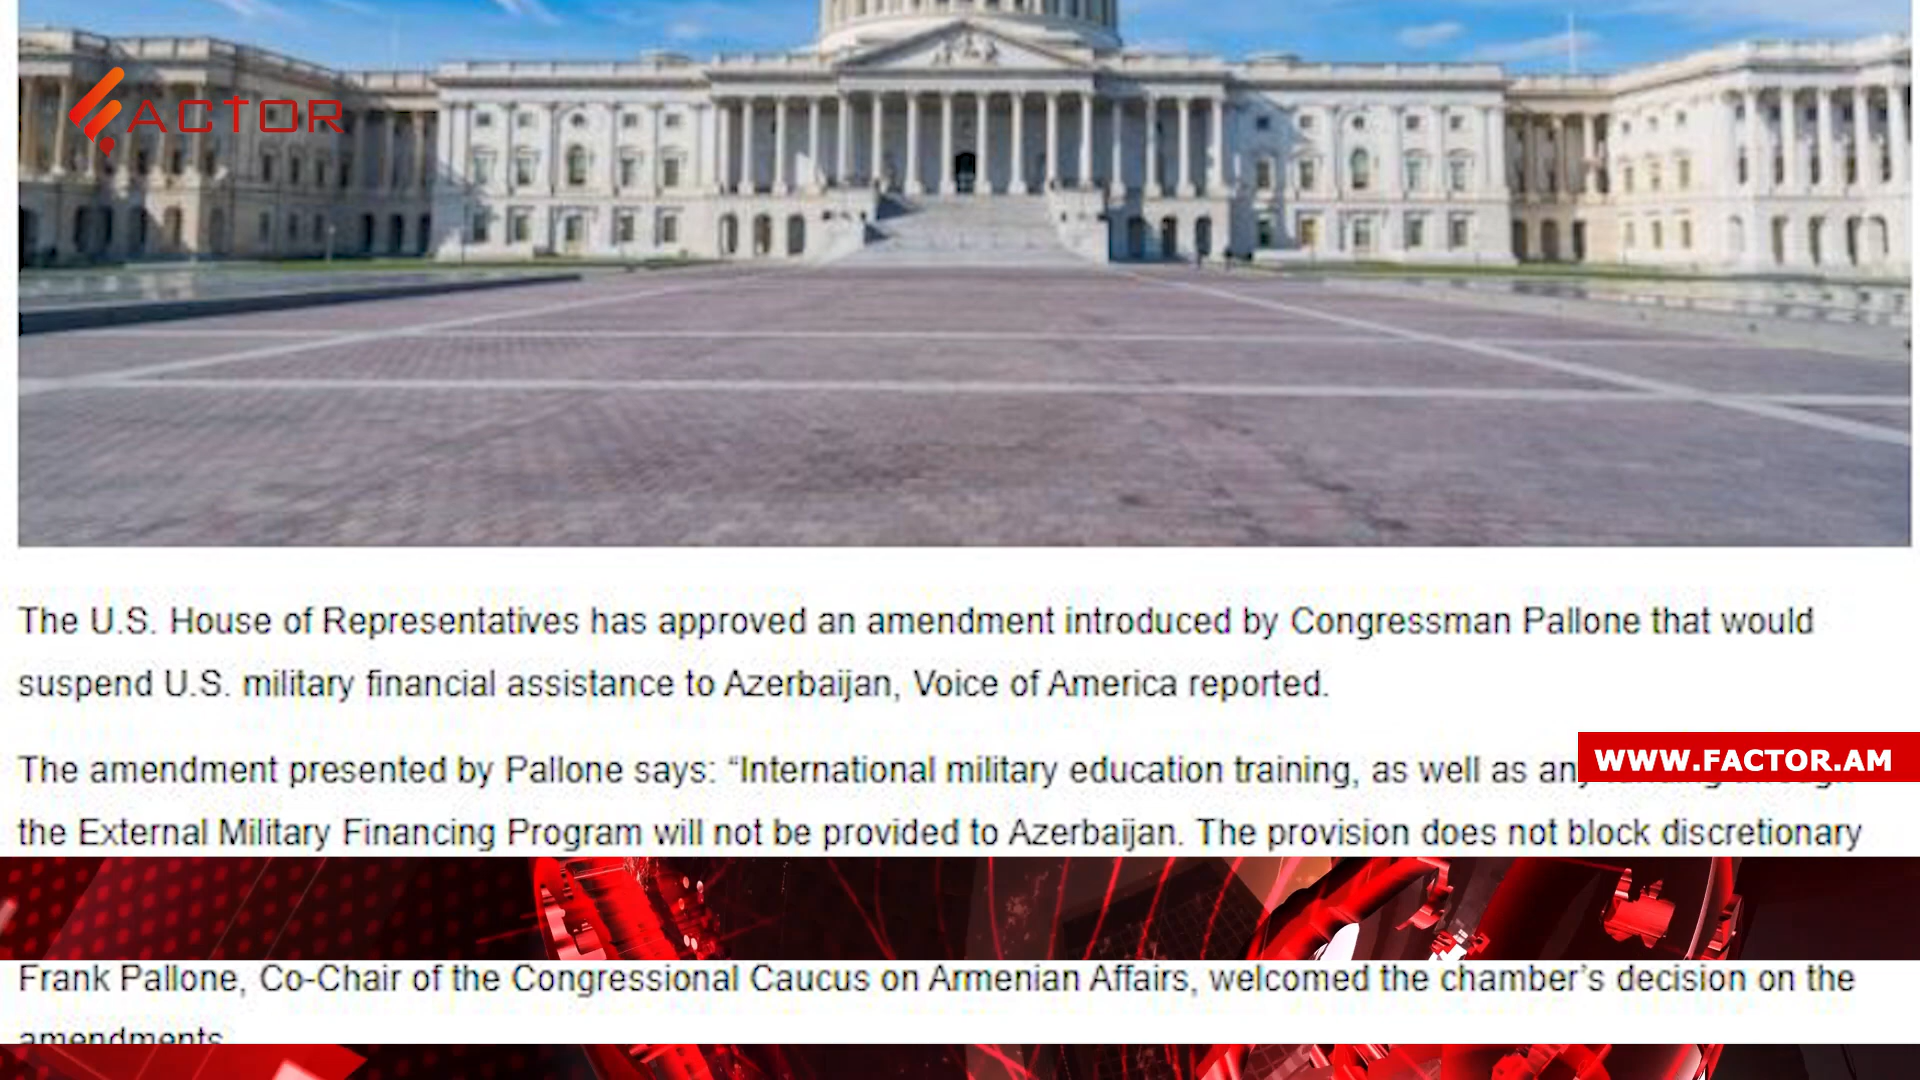 FACTOR
The U.S. House of Representatives has approved an amendment introduced by Congressman Pallone that would
suspend U.S. military financial assistance to Azerbaijan, Voice of America reported.
WWW.FACTOR.AM
The amendment presented by Pallone says: “International military education training, as well as
the External Military Financing Program will not be provided to Azerbaijan. The provision does not block discretionary
Frank Pallone, Co-Chair of the Congressional Caucus on Armenian Affairs, welcomed the chamber’s decision on the
amendments.